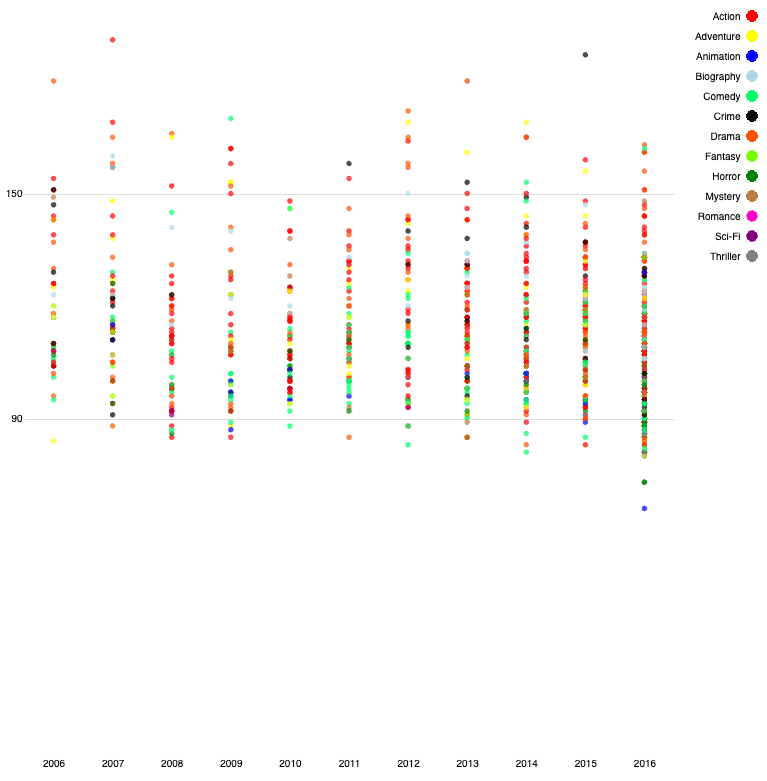 Action
Adventure
Animation
Biography
Comedy
Crime
Drama
Fantasy
Horror
Mystery
Romance
Sci-Fi
Thriller
150
90
2006 2007 2008 2009 2010 2011 2012 2013 2014 2015 2016